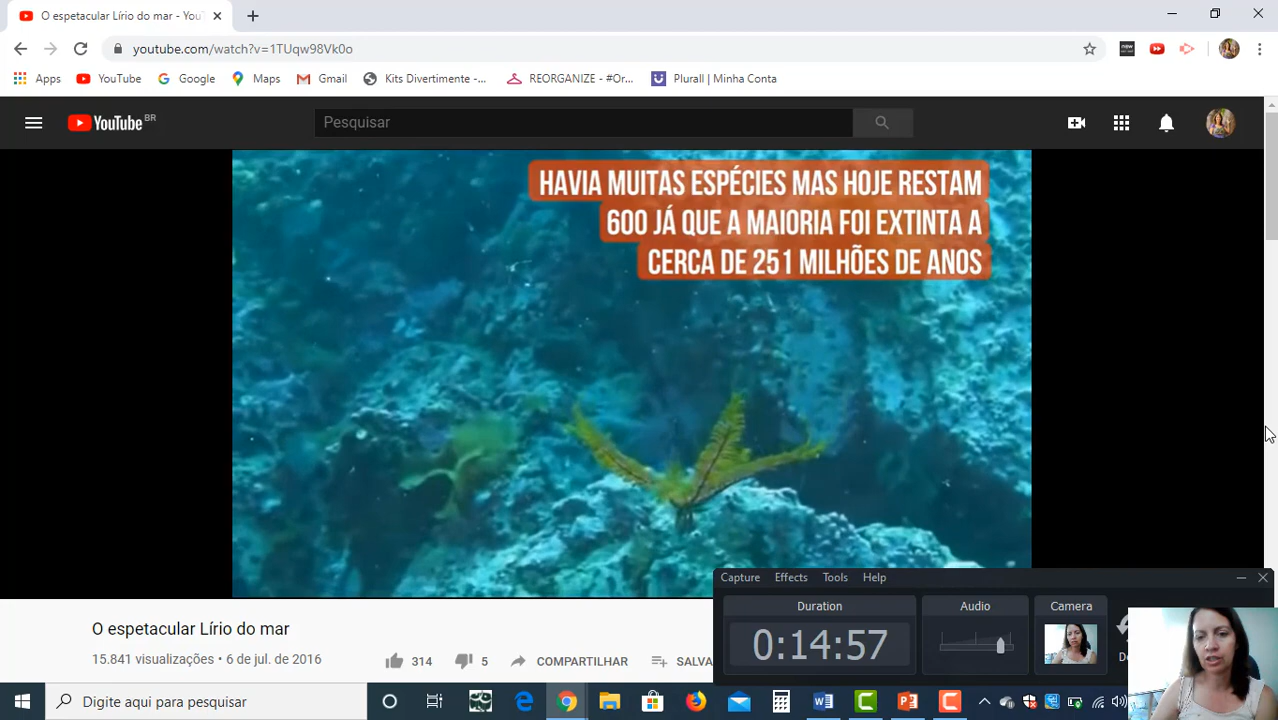 O espetacular Lírio do mar - You
youtube.com/watch?v=1TUqw98Vk0o
Apps YouTube Google Maps Gmail Kits Divertimente -... REORGANIZE - #Or... Plurall | Minha Conta
YouTube BR Pesquisar
HAVIA MUITAS ESPÉCIES MAS HOJE RESTAM
600 JÁ QUE A MAIORIA FOI EXTINTA A
CERCA DE 251 MILHÕES DE ANOS
Capture Effects Tools Help
Duration Audio Camera
0:14:57
O espetacular Lírio do mar
15.841 visualizações • 6 de jul. de 2016 314 5 COMPARTILHAR SALVA
Digite aqui para pesquisar